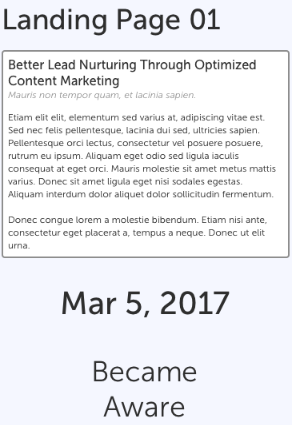 Landing Page 01
Better Lead Nurturing Through Optimized
Content Marketing
Mauris non tempor quam, et lacinia sapien.
Etiam elit elit, elementum sed varius at, adipiscing vitae est.
Sed nec felis pellentesque, lacinia dui sed, ultricies sapien.
Pellentesque orci lectus, consectetur vel posuere posuere,
rutrum eu ipsum. Aliquam eget odio sed ligula iaculis
consequat at eget orci. Mauris molestie sit amet metus mattis
varius. Donec sit amet ligula eget nisi sodales egestas.
Aliquam interdum dolor aliquet dolor sollicitudin fermentum.
Donec congue lorem a molestie bibendum. Etiam nisi ante,
consectetur eget placerat a, tempus a neque. Donec ut elit
urna.
Mar 5, 2017
Became
Aware